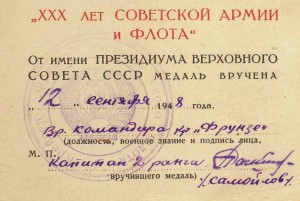 „XXX ЛЕТ СОВЕТСКОЙ АРМИИ
И ФЛОТА“
ОТ ИМЕНИ ПРЕЗИДИУМА ВЕРХОВНОГО
СОВЕТА СССР МЕДАЛЬ ВРУЧЕНА
„12„ сентября 1948 года.
Вр. Командира кр „Фрунзе“
(должность, военное звание и подпись лица,
М. П. Капитан 2 ранга
вручившего медаль) /самойлов/